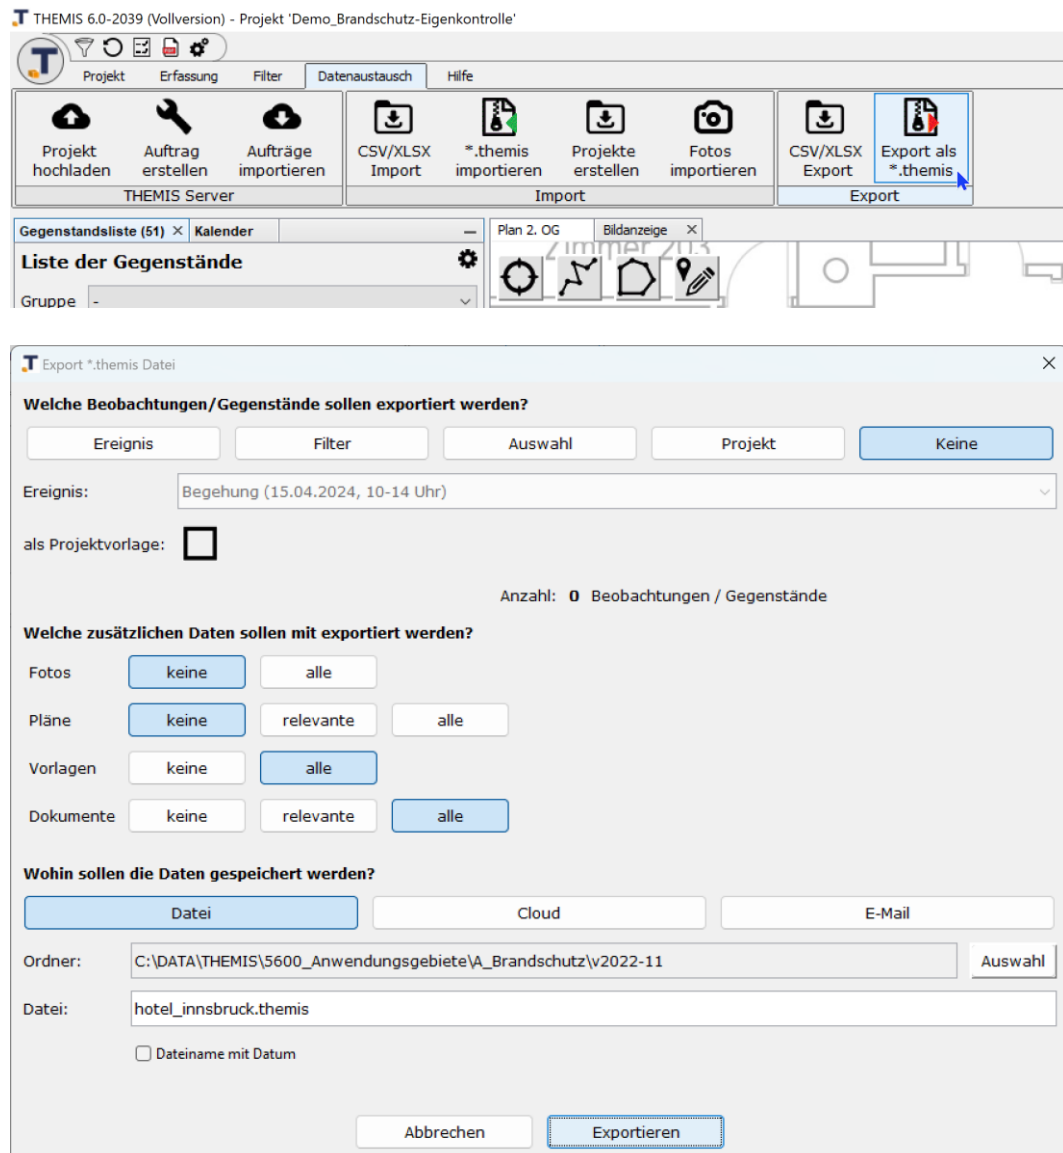 THEMIS 6.0-2039 (Vollversion) - Projekt 'Demo_Brandschutz-Eigenkontrolle'
Projekt Erfassung Filter Datenaustausch Hilfe
Projekt hochladen
Auftrag erstellen
Aufträge importieren
CSV/XLSX Import
*.themis importieren
Projekte erstellen
Fotos importieren
CSV/XLSX Export
Export als *.themis
THEMIS Server Import Export
Gegenstandsliste (51) Kalender Plan 2. OG Bildanzeige
Zimmer 203
Liste der Gegenstände
Gruppe -
Export *.themis Datei
Welche Beobachtungen/Gegenstände sollen exportiert werden?
Ereignis Filter Auswahl Projekt Keine
Ereignis: Begehung (15.04.2024, 10-14 Uhr)
als Projektvorlage:
Anzahl: 0 Beobachtungen / Gegenstände
Welche zusätzlichen Daten sollen mit exportiert werden?
Fotos keine alle
Pläne keine relevante alle
Vorlagen keine alle
Dokumente keine relevante alle
Wohin sollen die Daten gespeichert werden?
Datei Cloud E-Mail
Ordner: C:\DATA\THEMIS\5600_Anwendungsgebiete\A_Brandschutz\v2022-11 Auswahl
Datei: hotel_innsbruck.themis
Dateiname mit Datum
Abbrechen Exportieren